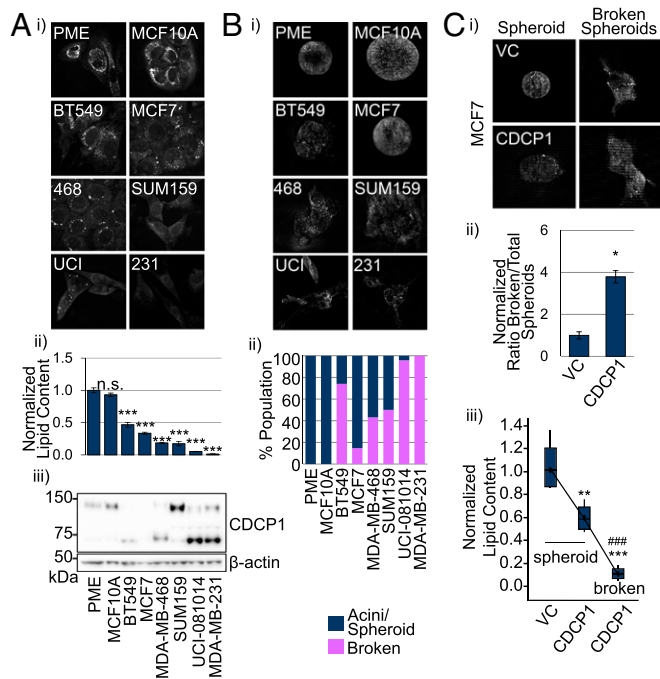 A i)
PME MCF10A
BT549 MCF7
468 SUM159
UCI 231
ii)
Normalized
Lipid Content
1.5
1.0
0.5
0.0
n.s.
*** *** *** *** *** ***
iii)
150
75
50
kDa
CDCP1
β-actin
PME
MCF10A
BT549
MCF7
MDA-MB-468
SUM159
UCI-081014
MDA-MB-231
B i)
PME MCF10A
BT549 MCF7
468 SUM159
UCI 231
ii)
% Population
100
80
60
40
20
0
PME
MCF10A
BT549
MCF7
MDA-MB-468
SUM159
UCI-081014
MDA-MB-231
Acini/
Spheroid
Broken
C i)
Spheroid
Broken
Spheroids
MCF7
VC
CDCP1
ii)
Normalized
Ratio Broken/Total
Spheroids
6
4
2
0
*
VC
CDCP1
iii)
Normalized
Lipid Content
1.4
1.2
1.0
0.8
0.6
0.4
0.2
0.0
**
###
***
spheroid
broken
VC
CDCP1
CDCP1